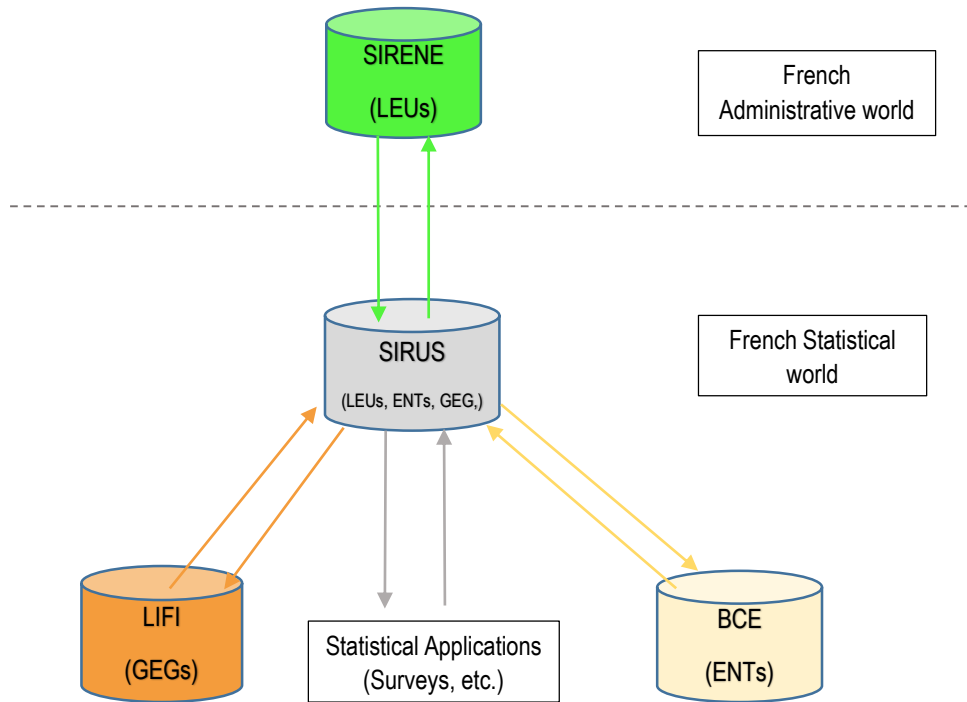 SIRENE
(LEUs)
French
Administrative world
SIRUS
(LEUs, ENTs, GEG,)
French Statistical
world
LIFI
(GEGs)
Statistical Applications
(Surveys, etc.)
BCE
(ENTs)